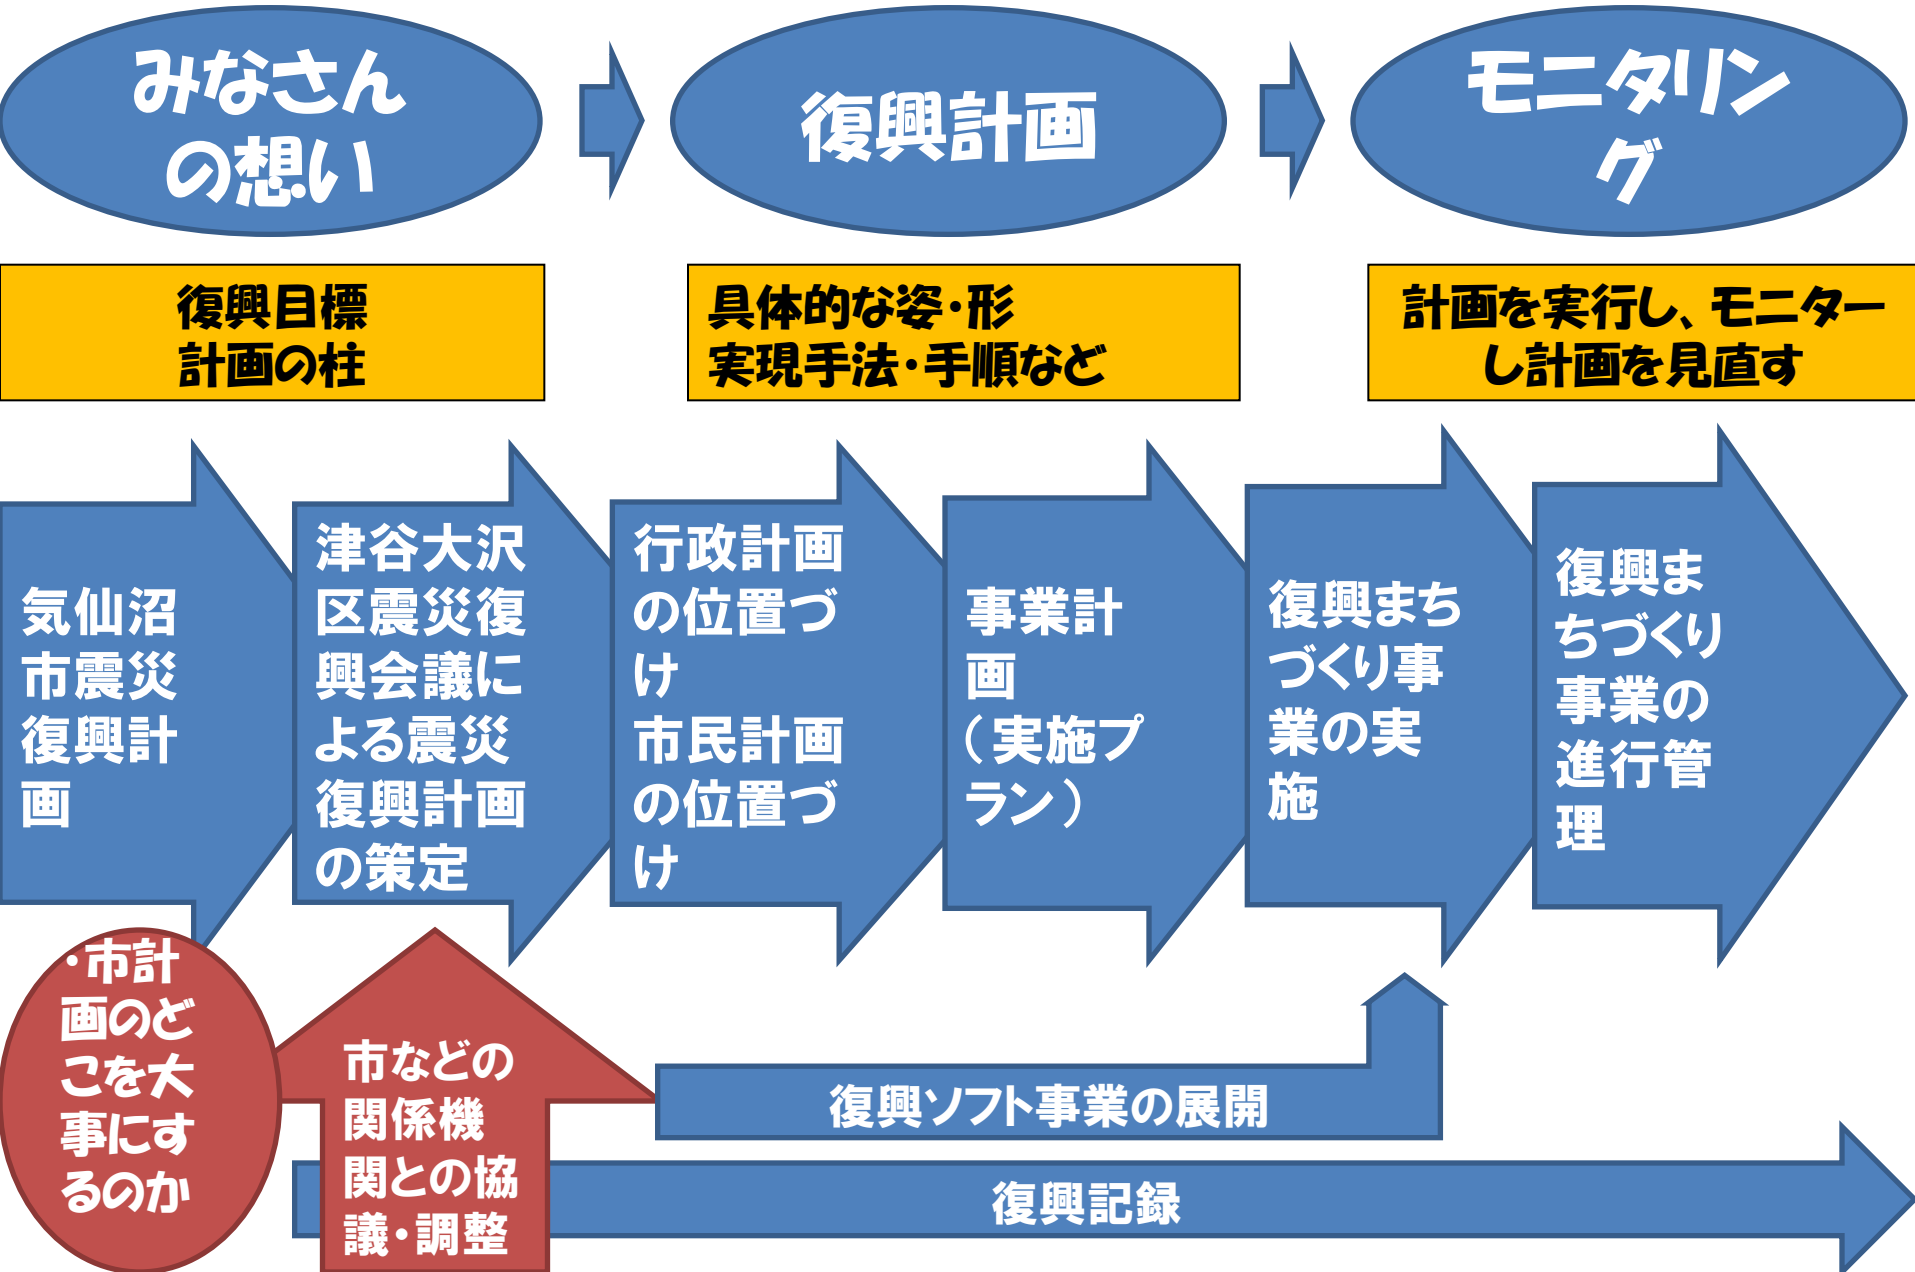 みなさん
の想い
復興計画
モニタリン
グ
復興目標
計画の柱
具体的な姿・形
実現手法・手順など
計画を実行し、モニター
し計画を見直す
気仙沼
市震災
復興計
画
津谷大沢
区震災復
興会議に
よる震災
復興計画
の策定
行政計画
の位置づ
け
市民計画
の位置づ
け
事業計
画
（実施プ
ラン）
復興まち
づくり事
業の実
施
復興ま
ちづくり
事業の
進行管
理
・市計
画のど
こを大
事にす
るのか
市などの
関係機
関との協
議・調整
復興ソフト事業の展開
復興記録